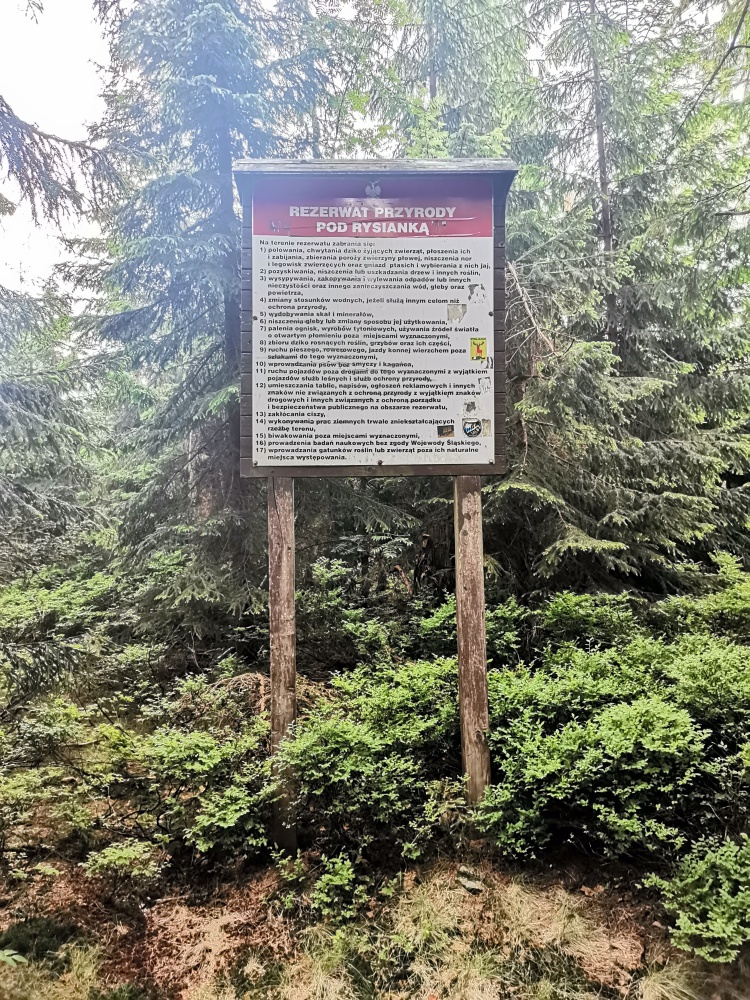 REZERWAT PRZYRODY
POD RYSIANKĄ
Na terenie rezerwatu zabrania się:
1) polowania, chwytania dziko żyjących zwierząt, płoszenia ich
i zabijania, zbierania poroży zwierzyny płowej, niszczenia nor
i legowisk zwierzęcych oraz gniazd ptasich i wybierania z nich jaj,
2) pozyskiwania, niszczenia lub uszkadzania drzew i innych roślin,
3) wysypywania, zakopywania i wylewania odpadów lub innych
nieczystości oraz innego zanieczyszczania wód, gleby oraz
powietrza,
4) zmiany stosunków wodnych, jeżeli służą innym celom niż
ochrona przyrody,
5) wydobywania skał i minerałów,
6) niszczenia gleby lub zmiany sposobu jej użytkowania,
7) palenia ognisk, wyrobów tytoniowych, używania źródeł światła
o otwartym płomieniu poza miejscami wyznaczonymi,
8) zbioru dziko rosnących roślin, grzybów oraz ich części,
9) ruchu pieszego, rowerowego, jazdy konnej wierzchem poza
szlakami do tego wyznaczonymi,
10) wprowadzania psów bez smyczy i kagańca,
11) ruchu pojazdów poza drogami do tego wyznaczonymi z wyjątkiem
pojazdów służb leśnych i służb ochrony przyrody,
12) umieszczania tablic, napisów, ogłoszeń reklamowych i innych
znaków nie związanych z ochroną przyrody z wyjątkiem znaków
drogowych i innych związanych z ochroną porządku
i bezpieczeństwa publicznego na obszarze rezerwatu,
13) zakłócania ciszy,
14) wykonywania prac ziemnych trwale zniekształcających
rzeźbę terenu,
15) biwakowania poza miejscami wyznaczonymi,
16) prowadzenia badań naukowych bez zgody Wojewody Śląskiego,
17) wprowadzania gatunków roślin lub zwierząt poza ich naturalne
miejsca występowania.